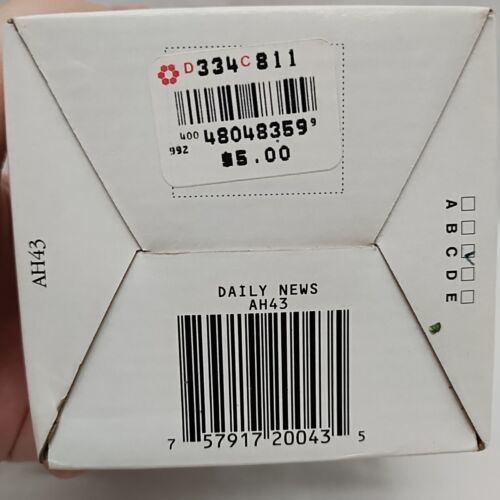 D334C811
400 48048359 9
992
$5.00
AH43
A
B
C
D
E
DAILY NEWS
AH43
7 57917 20043 5